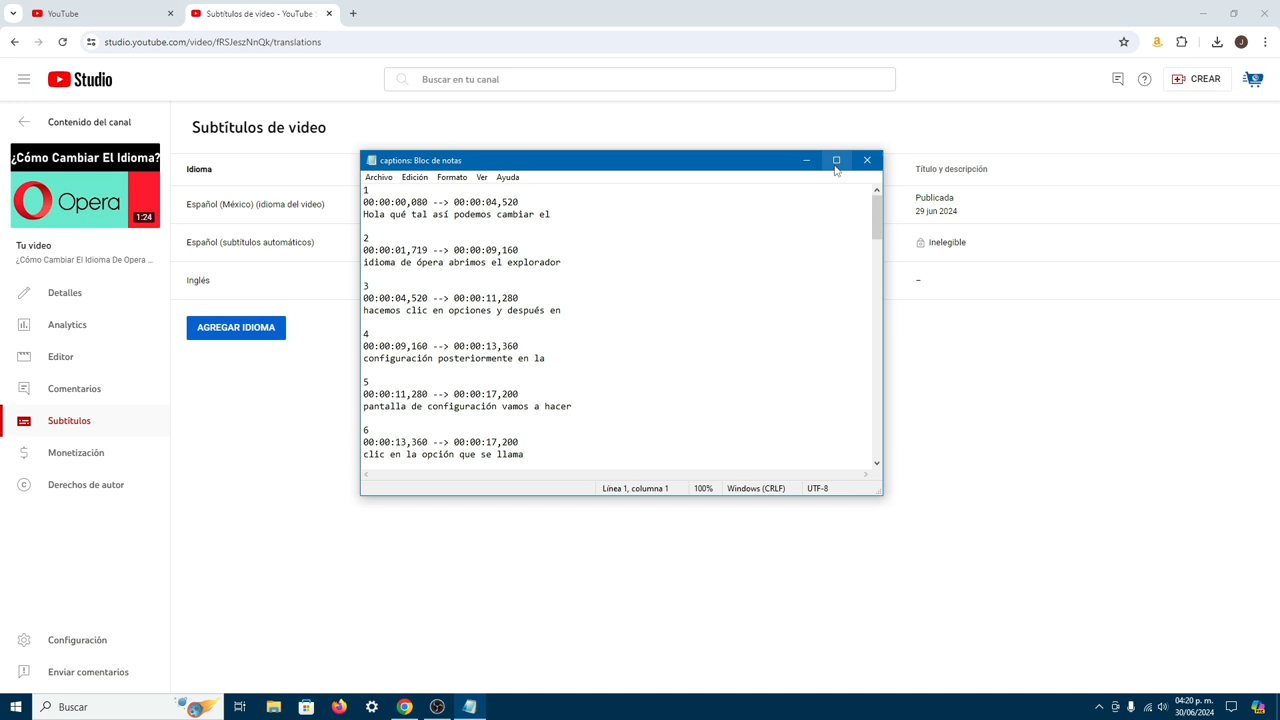 YouTube
Subtítulos de video - YouTube
studio.youtube.com/video/fRSJeszNnQk/translations
Studio
Buscar en tu canal
CREAR
Contenido del canal
¿Cómo Cambiar El Idioma?
Opera
1:24
Tu video
¿Cómo Cambiar El Idioma De Opera ...
Detalles
Analytics
Editor
Comentarios
Subtítulos
Monetización
Derechos de autor
Configuración
Enviar comentarios
Subtítulos de video
Idioma
Título y descripción
Español (México) (idioma del video)
Publicada
29 jun 2024
Español (subtítulos automáticos)
Inelegible
Inglés
–
AGREGAR IDIOMA
captions: Bloc de notas
Archivo Edición Formato Ver Ayuda
1
00:00:00,080 --> 00:00:04,520
Hola qué tal así podemos cambiar el
2
00:00:01,719 --> 00:00:09,160
idioma de ópera abrimos el explorador
3
00:00:04,520 --> 00:00:11,280
hacemos clic en opciones y después en
4
00:00:09,160 --> 00:00:13,360
configuración posteriormente en la
5
00:00:11,280 --> 00:00:17,200
pantalla de configuración vamos a hacer
6
00:00:13,360 --> 00:00:17,200
clic en la opción que se llama
Línea 1, columna 1 100% Windows (CRLF) UTF-8
Buscar
04:20 p. m.
30/06/2024